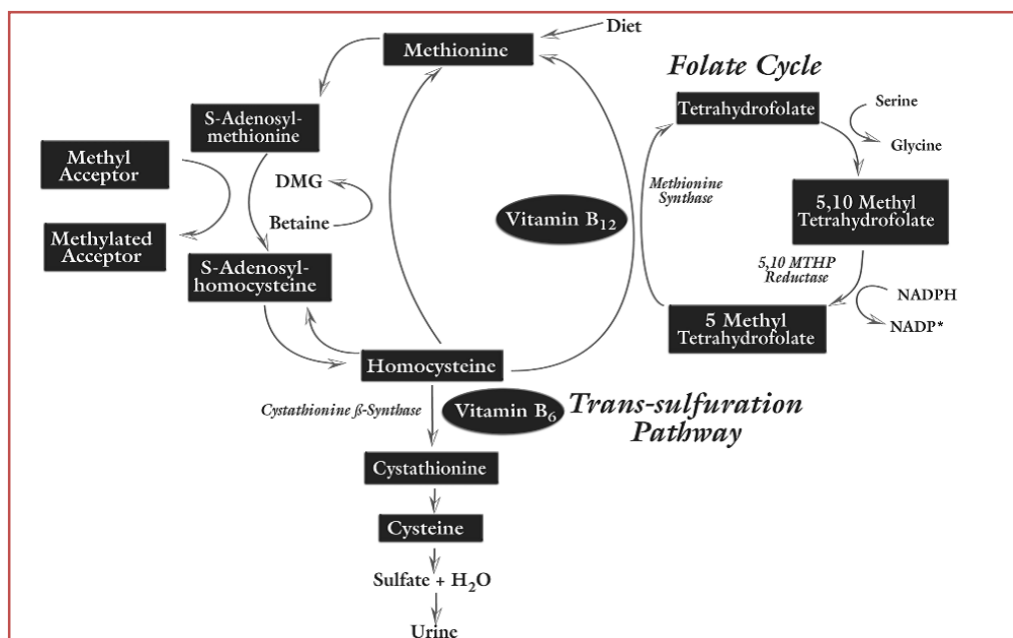 Diet
Methionine
Folate Cycle
S-Adenosyl-
methionine
Tetrahydrofolate
Serine
Glycine
Methyl
Acceptor
DMG
Betaine
Methionine
Synthase
Vitamin B12
5,10 Methyl
Tetrahydrofolate
Methylated
Acceptor
S-Adenosyl-
homocysteine
5,10 MTHP
Reductase
NADPH
NADP*
5 Methyl
Tetrahydrofolate
Homocysteine
Cystathionine ß-Synthase
Vitamin B6
Trans-sulfuration
Pathway
Cystathionine
Cysteine
Sulfate + H2O
Urine